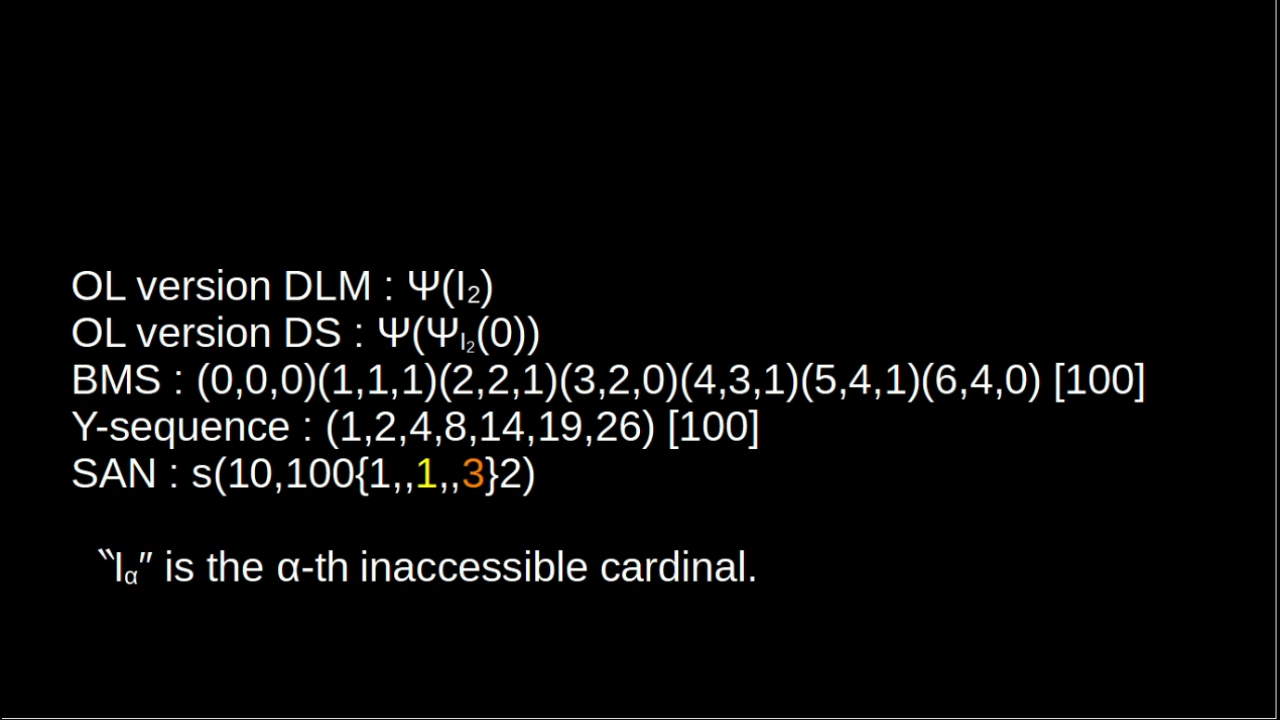 OL version DLM : Ψ(I₂)
OL version DS : Ψ(Ψ_I₂(0))
BMS : (0,0,0)(1,1,1)(2,2,1)(3,2,0)(4,3,1)(5,4,1)(6,4,0) [100]
Y-sequence : (1,2,4,8,14,19,26) [100]
SAN : s(10,100{1,,1,,3}2)
‶Iα″ is the α-th inaccessible cardinal.